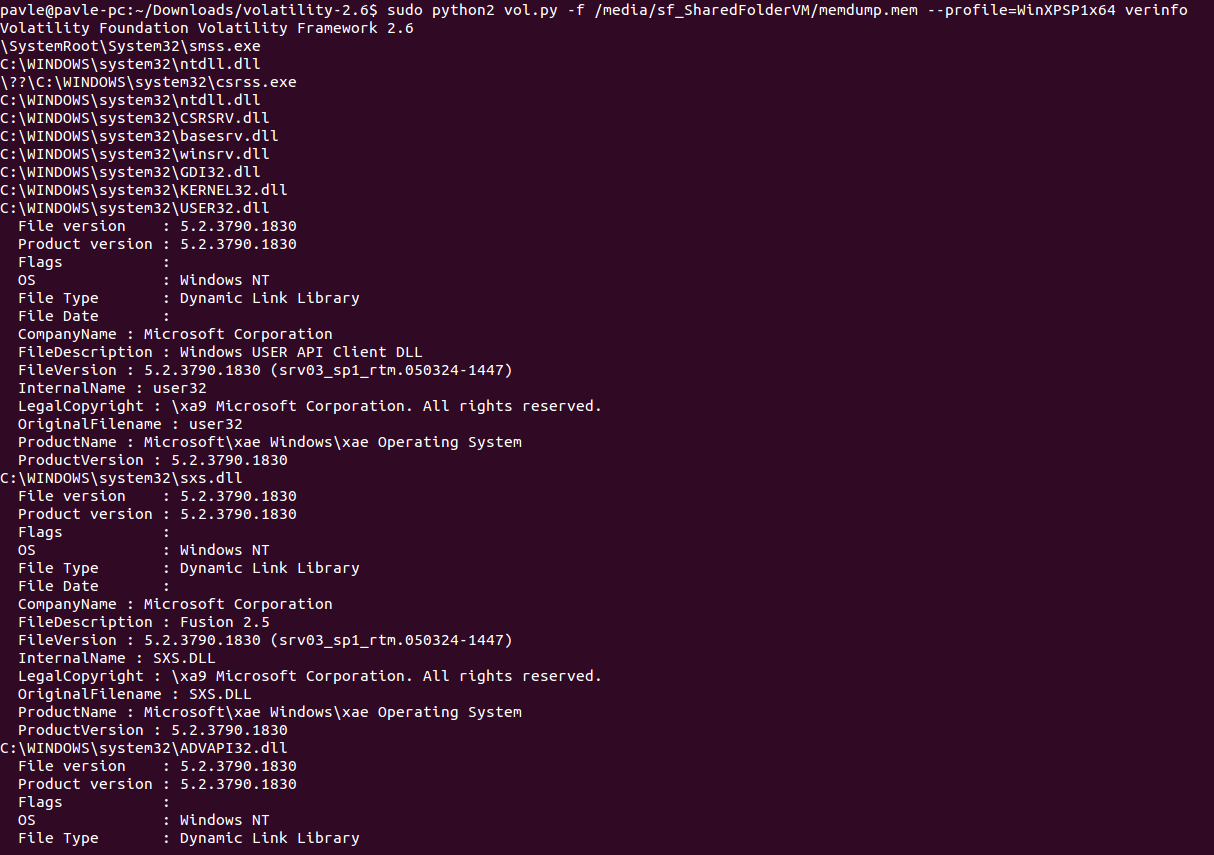 pavle@pavle-pc:~/Downloads/volatility-2.6$ sudo python2 vol.py -f /media/sf_SharedFolderVM/memdump.mem --profile=WinXPSP1x64 verinfo
Volatility Foundation Volatility Framework 2.6
\SystemRoot\System32\smss.exe
C:\WINDOWS\system32\ntdll.dll
\??\C:\WINDOWS\system32\csrss.exe
C:\WINDOWS\system32\ntdll.dll
C:\WINDOWS\system32\CSRSRV.dll
C:\WINDOWS\system32\basesrv.dll
C:\WINDOWS\system32\winsrv.dll
C:\WINDOWS\system32\GDI32.dll
C:\WINDOWS\system32\KERNEL32.dll
C:\WINDOWS\system32\USER32.dll
  File version    : 5.2.3790.1830
  Product version : 5.2.3790.1830
  Flags           :
  OS              : Windows NT
  File Type       : Dynamic Link Library
  File Date       :
  CompanyName : Microsoft Corporation
  FileDescription : Windows USER API Client DLL
  FileVersion : 5.2.3790.1830 (srv03_sp1_rtm.050324-1447)
  InternalName : user32
  LegalCopyright : \xa9 Microsoft Corporation. All rights reserved.
  OriginalFilename : user32
  ProductName : Microsoft\xae Windows\xae Operating System
  ProductVersion : 5.2.3790.1830
C:\WINDOWS\system32\sxs.dll
  File version    : 5.2.3790.1830
  Product version : 5.2.3790.1830
  Flags           :
  OS              : Windows NT
  File Type       : Dynamic Link Library
  File Date       :
  CompanyName : Microsoft Corporation
  FileDescription : Fusion 2.5
  FileVersion : 5.2.3790.1830 (srv03_sp1_rtm.050324-1447)
  InternalName : SXS.DLL
  LegalCopyright : \xa9 Microsoft Corporation. All rights reserved.
  OriginalFilename : SXS.DLL
  ProductName : Microsoft\xae Windows\xae Operating System
  ProductVersion : 5.2.3790.1830
C:\WINDOWS\system32\ADVAPI32.dll
  File version    : 5.2.3790.1830
  Product version : 5.2.3790.1830
  Flags           :
  OS              : Windows NT
  File Type       : Dynamic Link Library